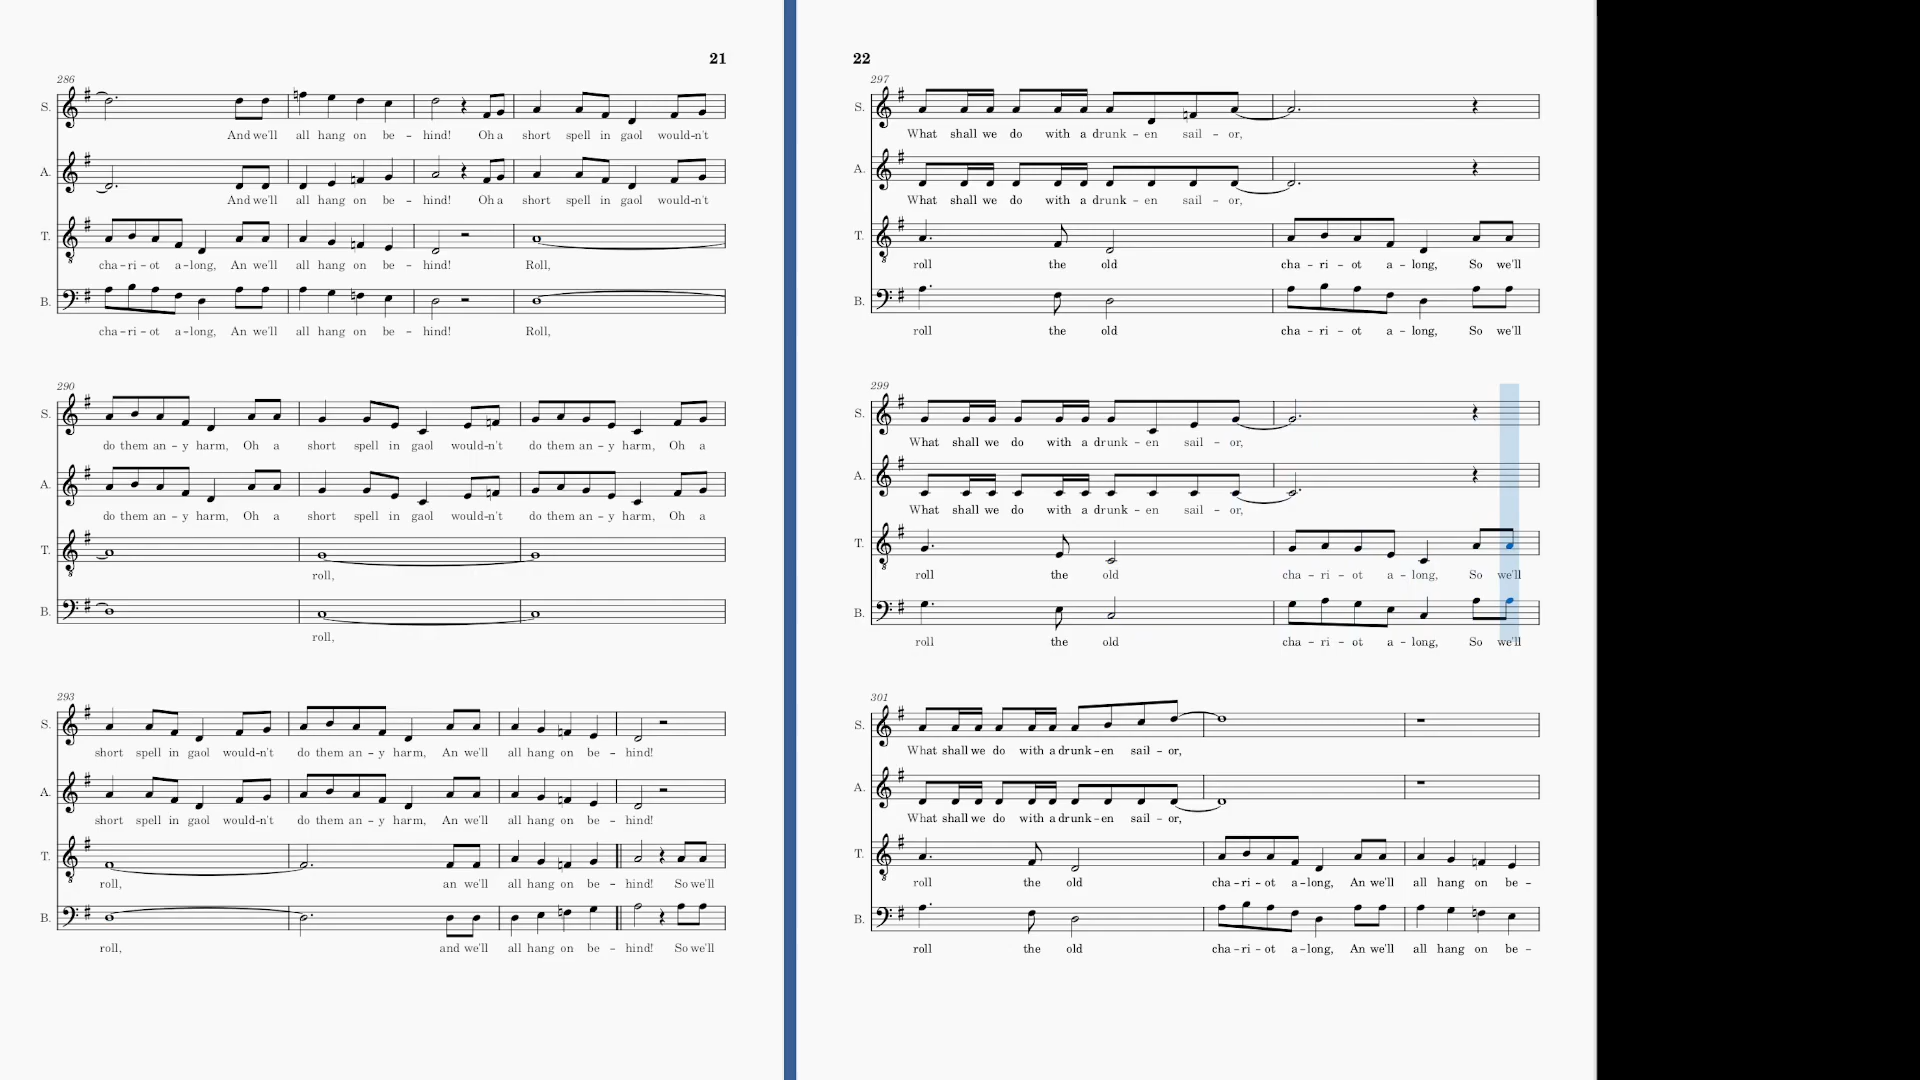 21
286
S.
And we'll all hang on be – hind! Oh a short spell in gaol would-n't
A.
And we'll all hang on be – hind! Oh a short spell in gaol would-n't
T.
cha – ri – ot a – long, An we'll all hang on be – hind! Roll,
B.
cha – ri – ot a – long, An we'll all hang on be – hind! Roll,
290
S.
do them an – y harm, Oh a short spell in gaol would-n't do them an – y harm, Oh a
A.
do them an – y harm, Oh a short spell in gaol would-n't do them an – y harm, Oh a
T.
roll,
B.
roll,
293
S.
short spell in gaol would-n't do them an – y harm, An we'll all hang on be – hind!
A.
short spell in gaol would-n't do them an – y harm, An we'll all hang on be – hind!
T.
roll, an we'll all hang on be – hind! So we'll
B.
roll, and we'll all hang on be – hind! So we'll
22
297
S.
What shall we do with a drunk – en sail – or,
A.
What shall we do with a drunk – en sail – or,
T.
roll the old cha – ri – ot a – long, So we'll
B.
roll the old cha – ri – ot a – long, So we'll
299
S.
What shall we do with a drunk – en sail – or,
A.
What shall we do with a drunk – en sail – or,
T.
roll the old cha – ri – ot a – long, So we'll
B.
roll the old cha – ri – ot a – long, So we'll
301
S.
What shall we do with a drunk – en sail – or,
A.
What shall we do with a drunk – en sail – or,
T.
roll the old cha – ri – ot a – long, An we'll all hang on be –
B.
roll the old cha – ri – ot a – long, An we'll all hang on be –